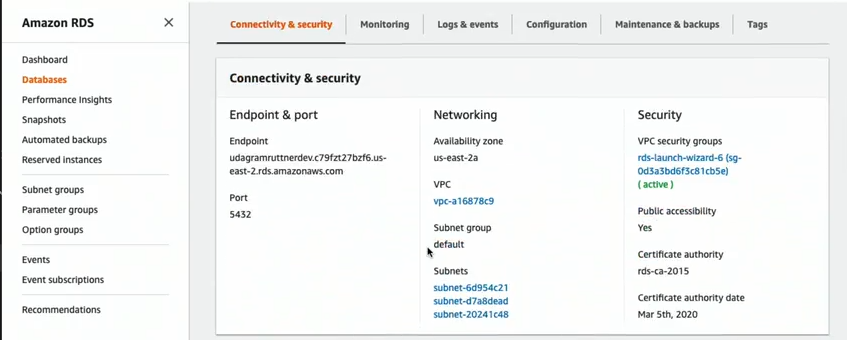 Amazon RDS
Dashboard
Databases
Performance Insights
Snapshots
Automated backups
Reserved instances
Subnet groups
Parameter groups
Option groups
Events
Event subscriptions
Recommendations
Connectivity & security
Monitoring
Logs & events
Configuration
Maintenance & backups
Tags
Connectivity & security
Endpoint & port
Endpoint
udagramruttnerdev.c79fzt27bzf6.us-
east-2.rds.amazonaws.com
Port
5432
Networking
Availability zone
us-east-2a
VPC
vpc-a16878c9
Subnet group
default
Subnets
subnet-6d954c21
subnet-d7a8dead
subnet-20241c48
Security
VPC security groups
rds-launch-wizard-6 (sg-
0d3a3bd6f3c81cb5e)
( active )
Public accessibility
Yes
Certificate authority
rds-ca-2015
Certificate authority date
Mar 5th, 2020